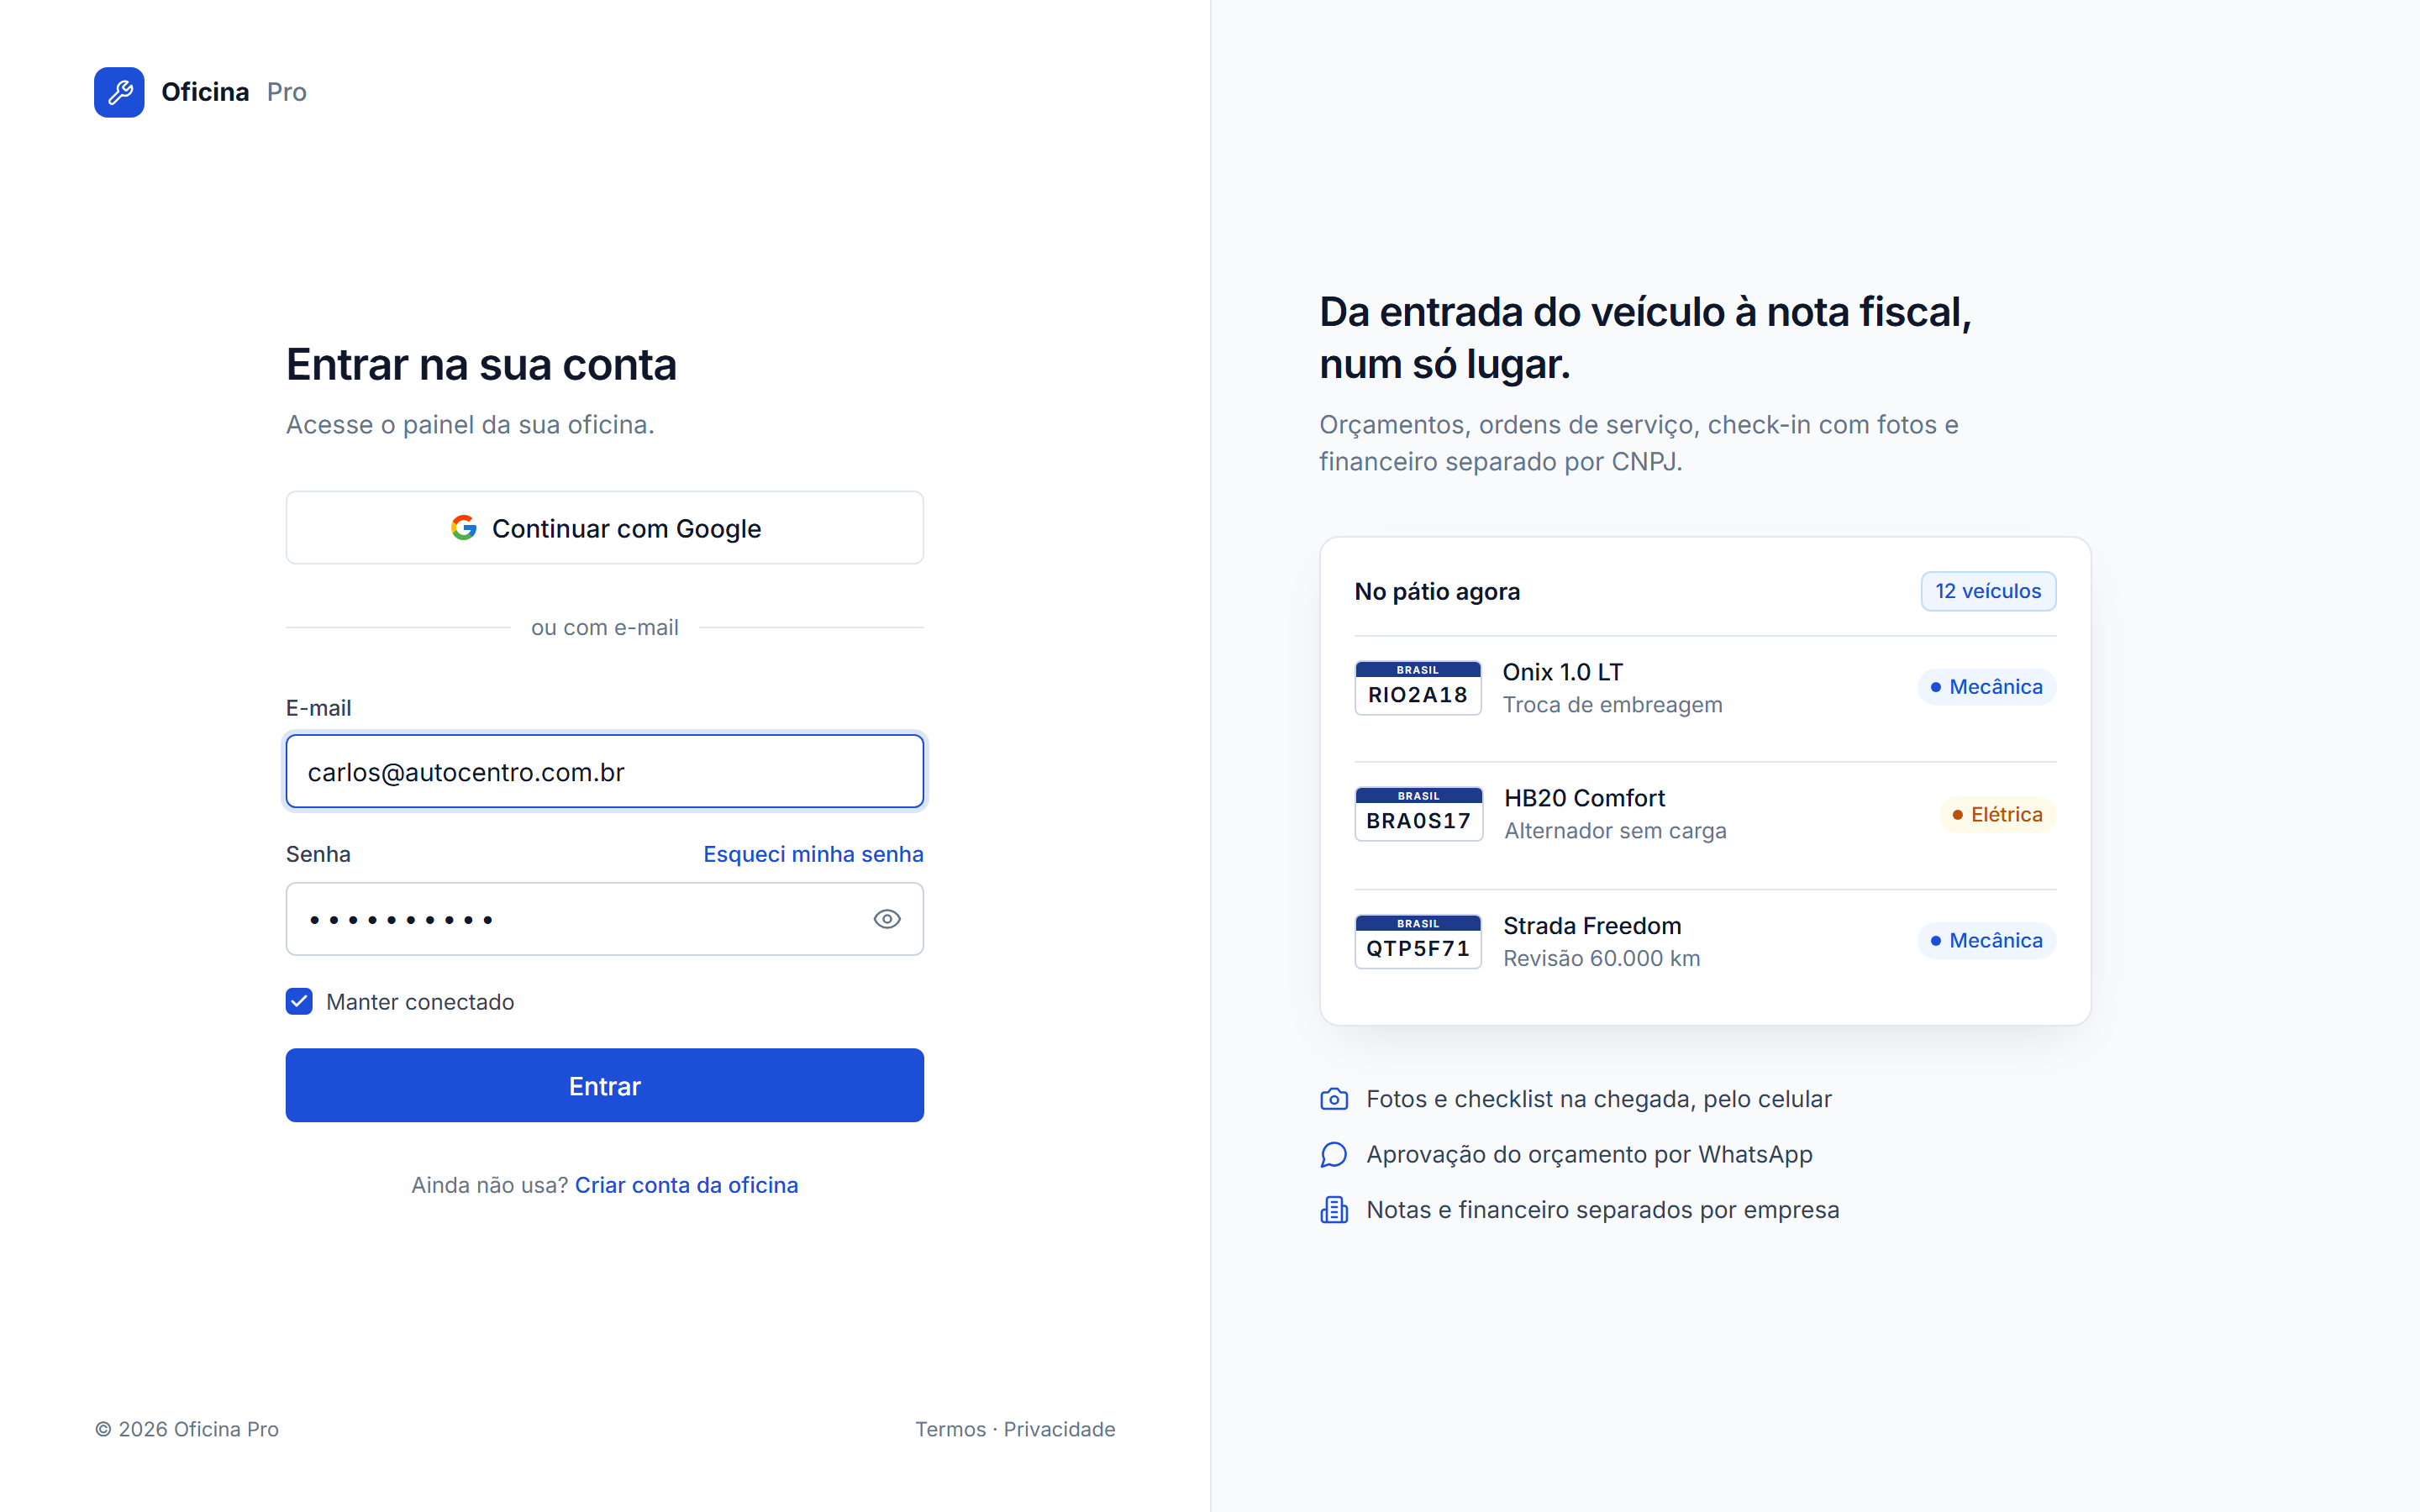 Oficina Pro
Entrar na sua conta
Acesse o painel da sua oficina.
Continuar com Google
ou com e-mail
E-mail
carlos@autocentro.com.br
Senha
Esqueci minha senha
••••••••••
Manter conectado
Entrar
Ainda não usa? Criar conta da oficina
© 2026 Oficina Pro
Termos · Privacidade
Da entrada do veículo à nota fiscal,
num só lugar.
Orçamentos, ordens de serviço, check-in com fotos e
financeiro separado por CNPJ.
No pátio agora
12 veículos
BRASIL
RIO2A18
Onix 1.0 LT
Troca de embreagem
Mecânica
BRASIL
BRA0S17
HB20 Comfort
Alternador sem carga
Elétrica
BRASIL
QTP5F71
Strada Freedom
Revisão 60.000 km
Mecânica
Fotos e checklist na chegada, pelo celular
Aprovação do orçamento por WhatsApp
Notas e financeiro separados por empresa